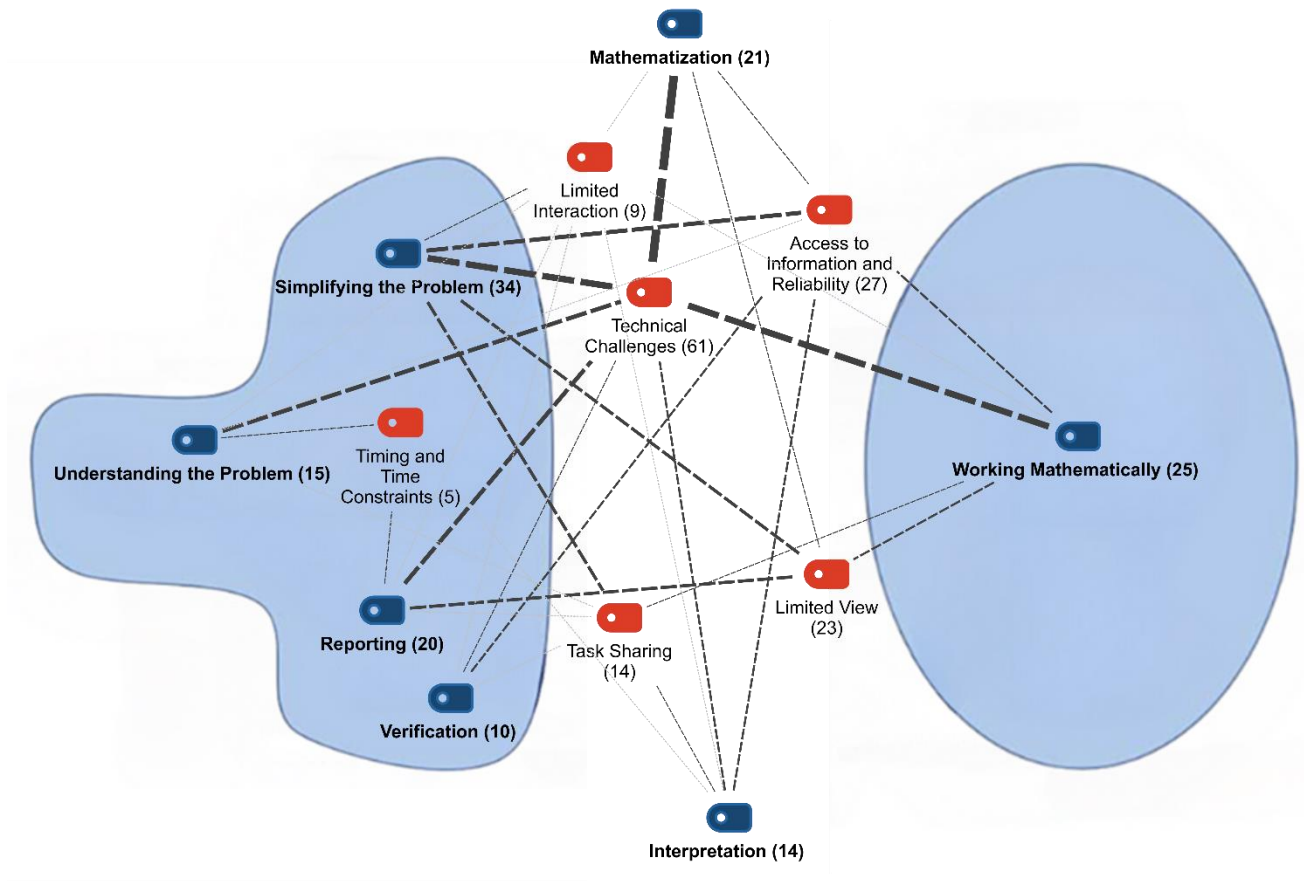 Mathematization (21)
Limited
Interaction (9)
Access to
Information and
Reliability (27)
Simplifying the Problem (34)
Technical
Challenges (61)
Understanding the Problem (15)
Timing and
Time
Constraints (5)
Working Mathematically (25)
Limited View
(23)
Reporting (20)
Task Sharing
(14)
Verification (10)
Interpretation (14)